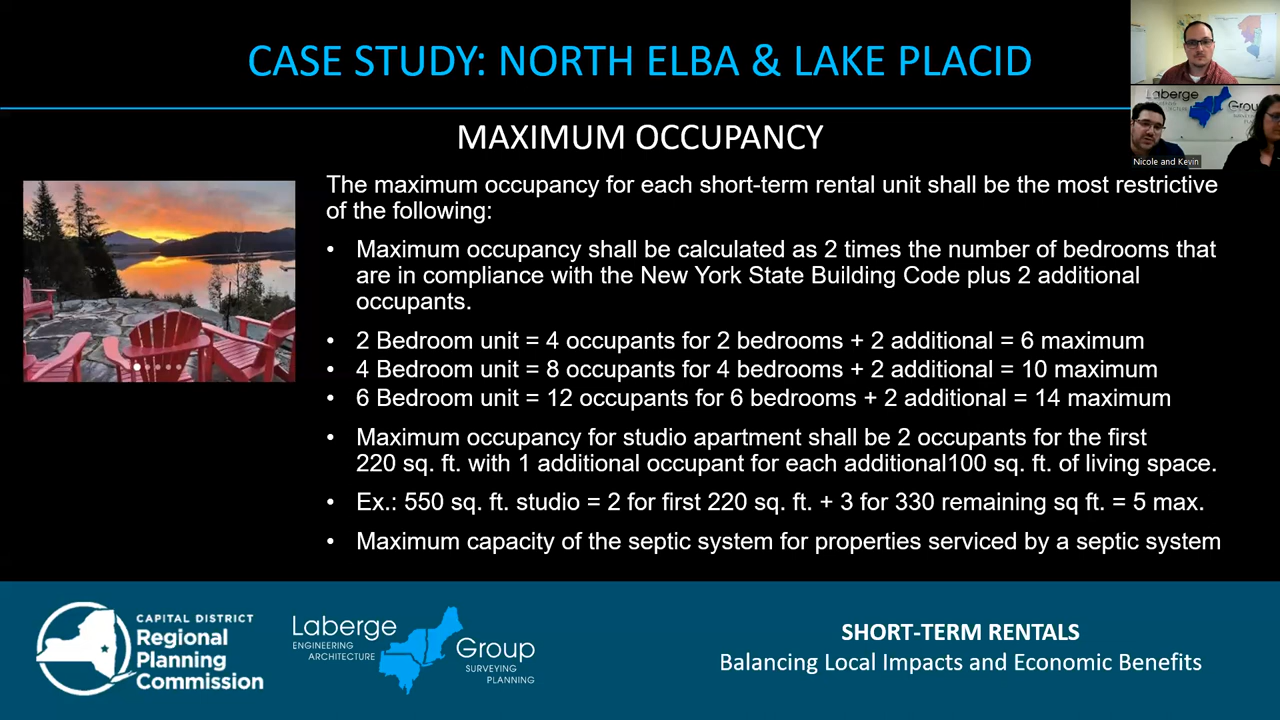 CASE STUDY: NORTH ELBA & LAKE PLACID
Laberge
Group
Nicole and Kevin
MAXIMUM OCCUPANCY
The maximum occupancy for each short-term rental unit shall be the most restrictive
of the following:
• Maximum occupancy shall be calculated as 2 times the number of bedrooms that
are in compliance with the New York State Building Code plus 2 additional
occupants.
• 2 Bedroom unit = 4 occupants for 2 bedrooms + 2 additional = 6 maximum
• 4 Bedroom unit = 8 occupants for 4 bedrooms + 2 additional = 10 maximum
• 6 Bedroom unit = 12 occupants for 6 bedrooms + 2 additional = 14 maximum
• Maximum occupancy for studio apartment shall be 2 occupants for the first
220 sq. ft. with 1 additional occupant for each additional100 sq. ft. of living space.
• Ex.: 550 sq. ft. studio = 2 for first 220 sq. ft. + 3 for 330 remaining sq ft. = 5 max.
• Maximum capacity of the septic system for properties serviced by a septic system
CAPITAL DISTRICT
Regional
Planning
Commission
Laberge
ENGINEERING
ARCHITECTURE
Group
SURVEYING
PLANNING
SHORT-TERM RENTALS
Balancing Local Impacts and Economic Benefits